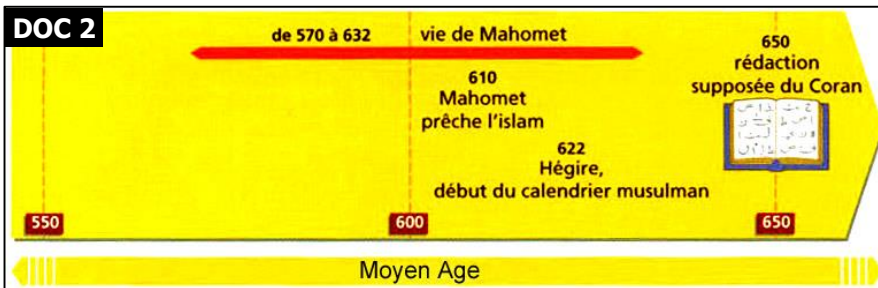 DOC 2
de 570 à 632 vie de Mahomet
610
Mahomet
prêche l'islam
622
Hégire,
début du calendrier musulman
650
rédaction
supposée du Coran
550
600
650
Moyen Age